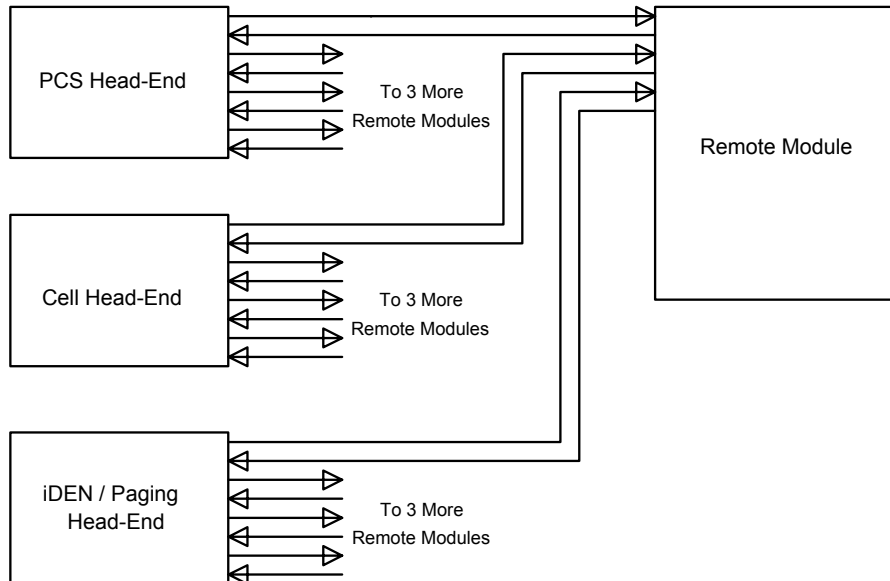 PCS Head-End
To 3 More
Remote Modules
Remote Module
Cell Head-End
To 3 More
Remote Modules
iDEN / Paging
Head-End
To 3 More
Remote Modules